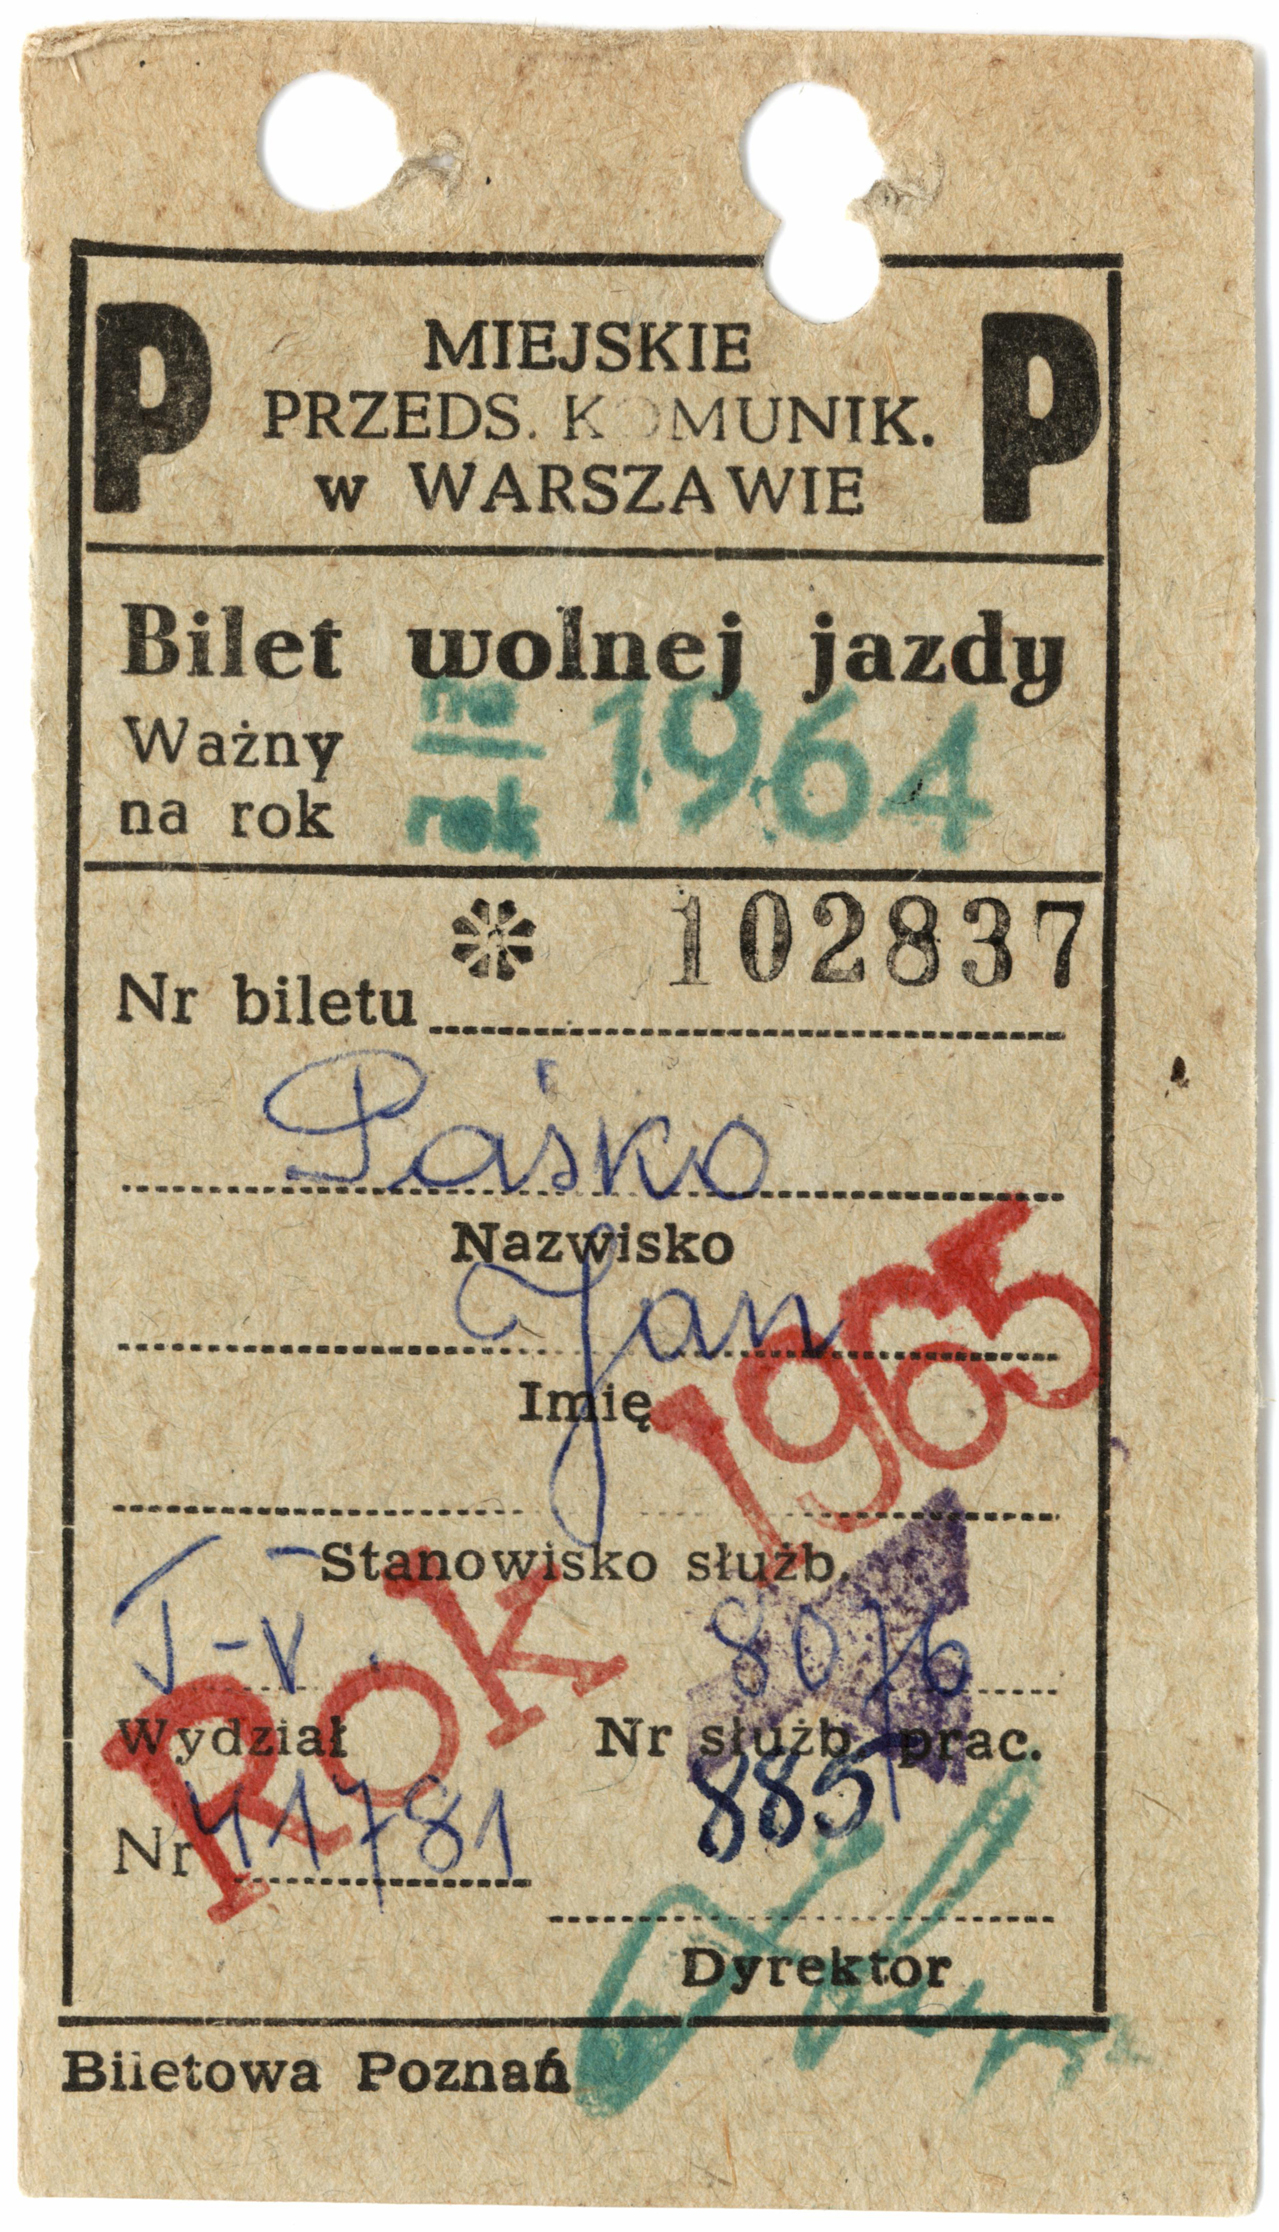 P MIEJSKIE P
PRZEDS. KOMUNIK.
w WARSZAWIE
Bilet wolnej jazdy
Ważny na 1964
na rok rok
* 102837
Nr biletu
Paśko
Nazwisko
Jan
Imię
ROK 1965
Stanowisko służb.
T-V. 8076
Wydział Nr służb. prac.
885
Nr 41781
Dyrektor
Biletowa Poznań